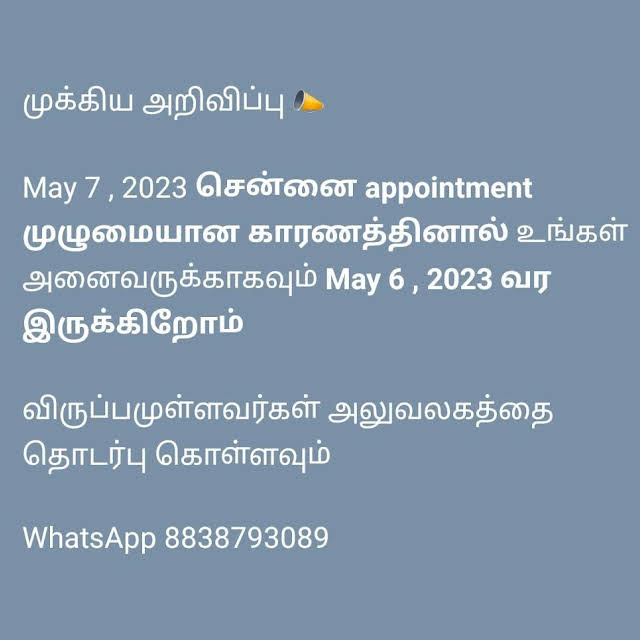 முக்கிய அறிவிப்பு 📣
May 7 , 2023 சென்னை appointment
முழுமையான காரணத்தினால் உங்கள்
அனைவருக்காகவும் May 6 , 2023 வர
இருக்கிறோம்
விருப்பமுள்ளவர்கள் அலுவலகத்தை
தொடர்பு கொள்ளவும்
WhatsApp 8838793089